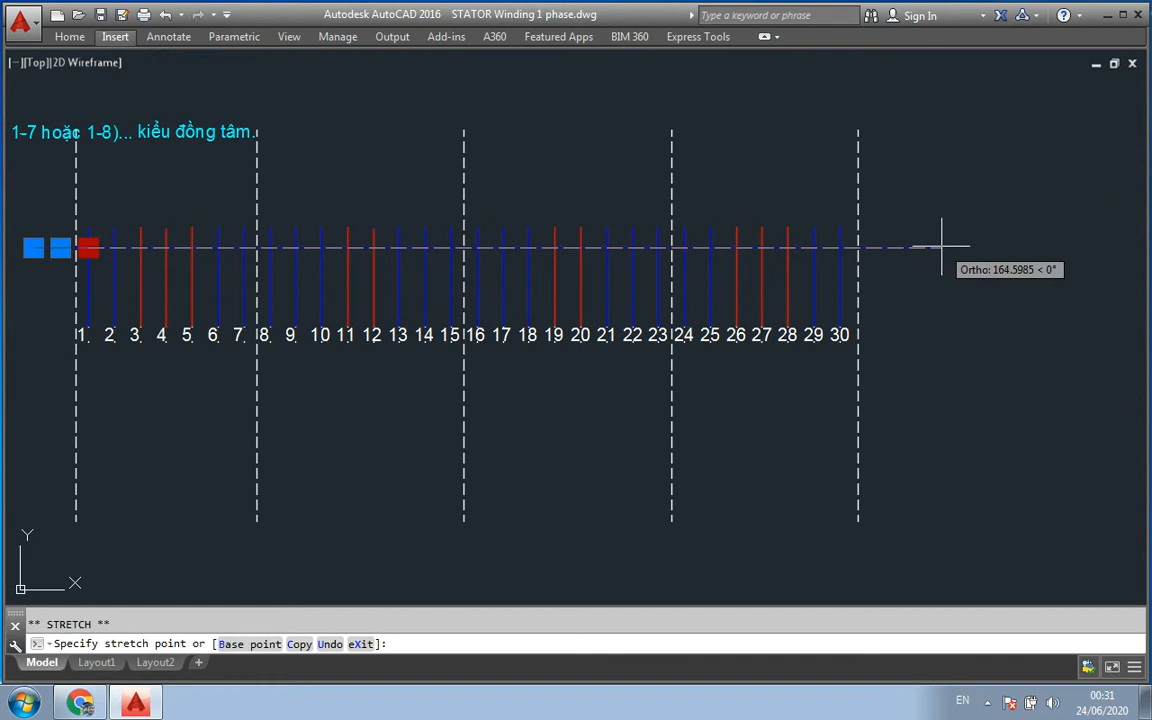 Autodesk AutoCAD 2016 STATOR Winding 1 phase.dwg
Type a keyword or phrase
Sign In
Home Insert Annotate Parametric View Manage Output Add-ins A360 Featured Apps BIM 360 Express Tools
[−][Top][2D Wireframe]
1-7 hoặc 1-8)... kiểu đồng tâm.
Ortho: 164.5985 < 0°
1 2 3 4 5 6 7 8 9 10 11 12 13 14 15 16 17 18 19 20 21 22 23 24 25 26 27 28 29 30
Y
X
** STRETCH **
Specify stretch point or [Base point Copy Undo eXit]:
Model Layout1 Layout2 +
EN
00:31
24/06/2020